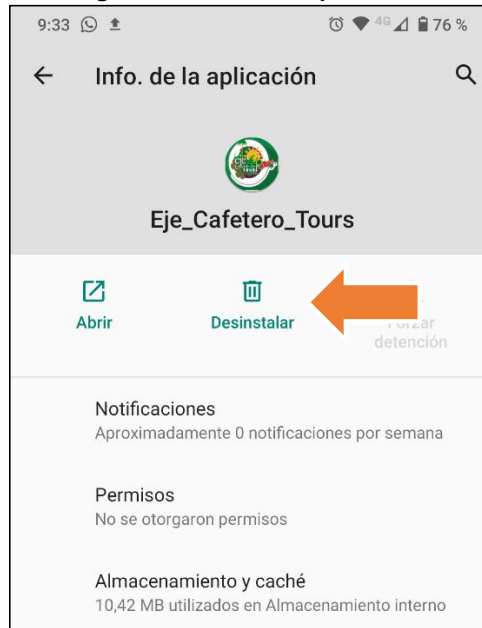 9:33 4G 76 %
Info. de la aplicación
Eje_Cafetero_Tours
Abrir Desinstalar Forzar
detención
Notificaciones
Aproximadamente 0 notificaciones por semana
Permisos
No se otorgaron permisos
Almacenamiento y caché
10,42 MB utilizados en Almacenamiento interno